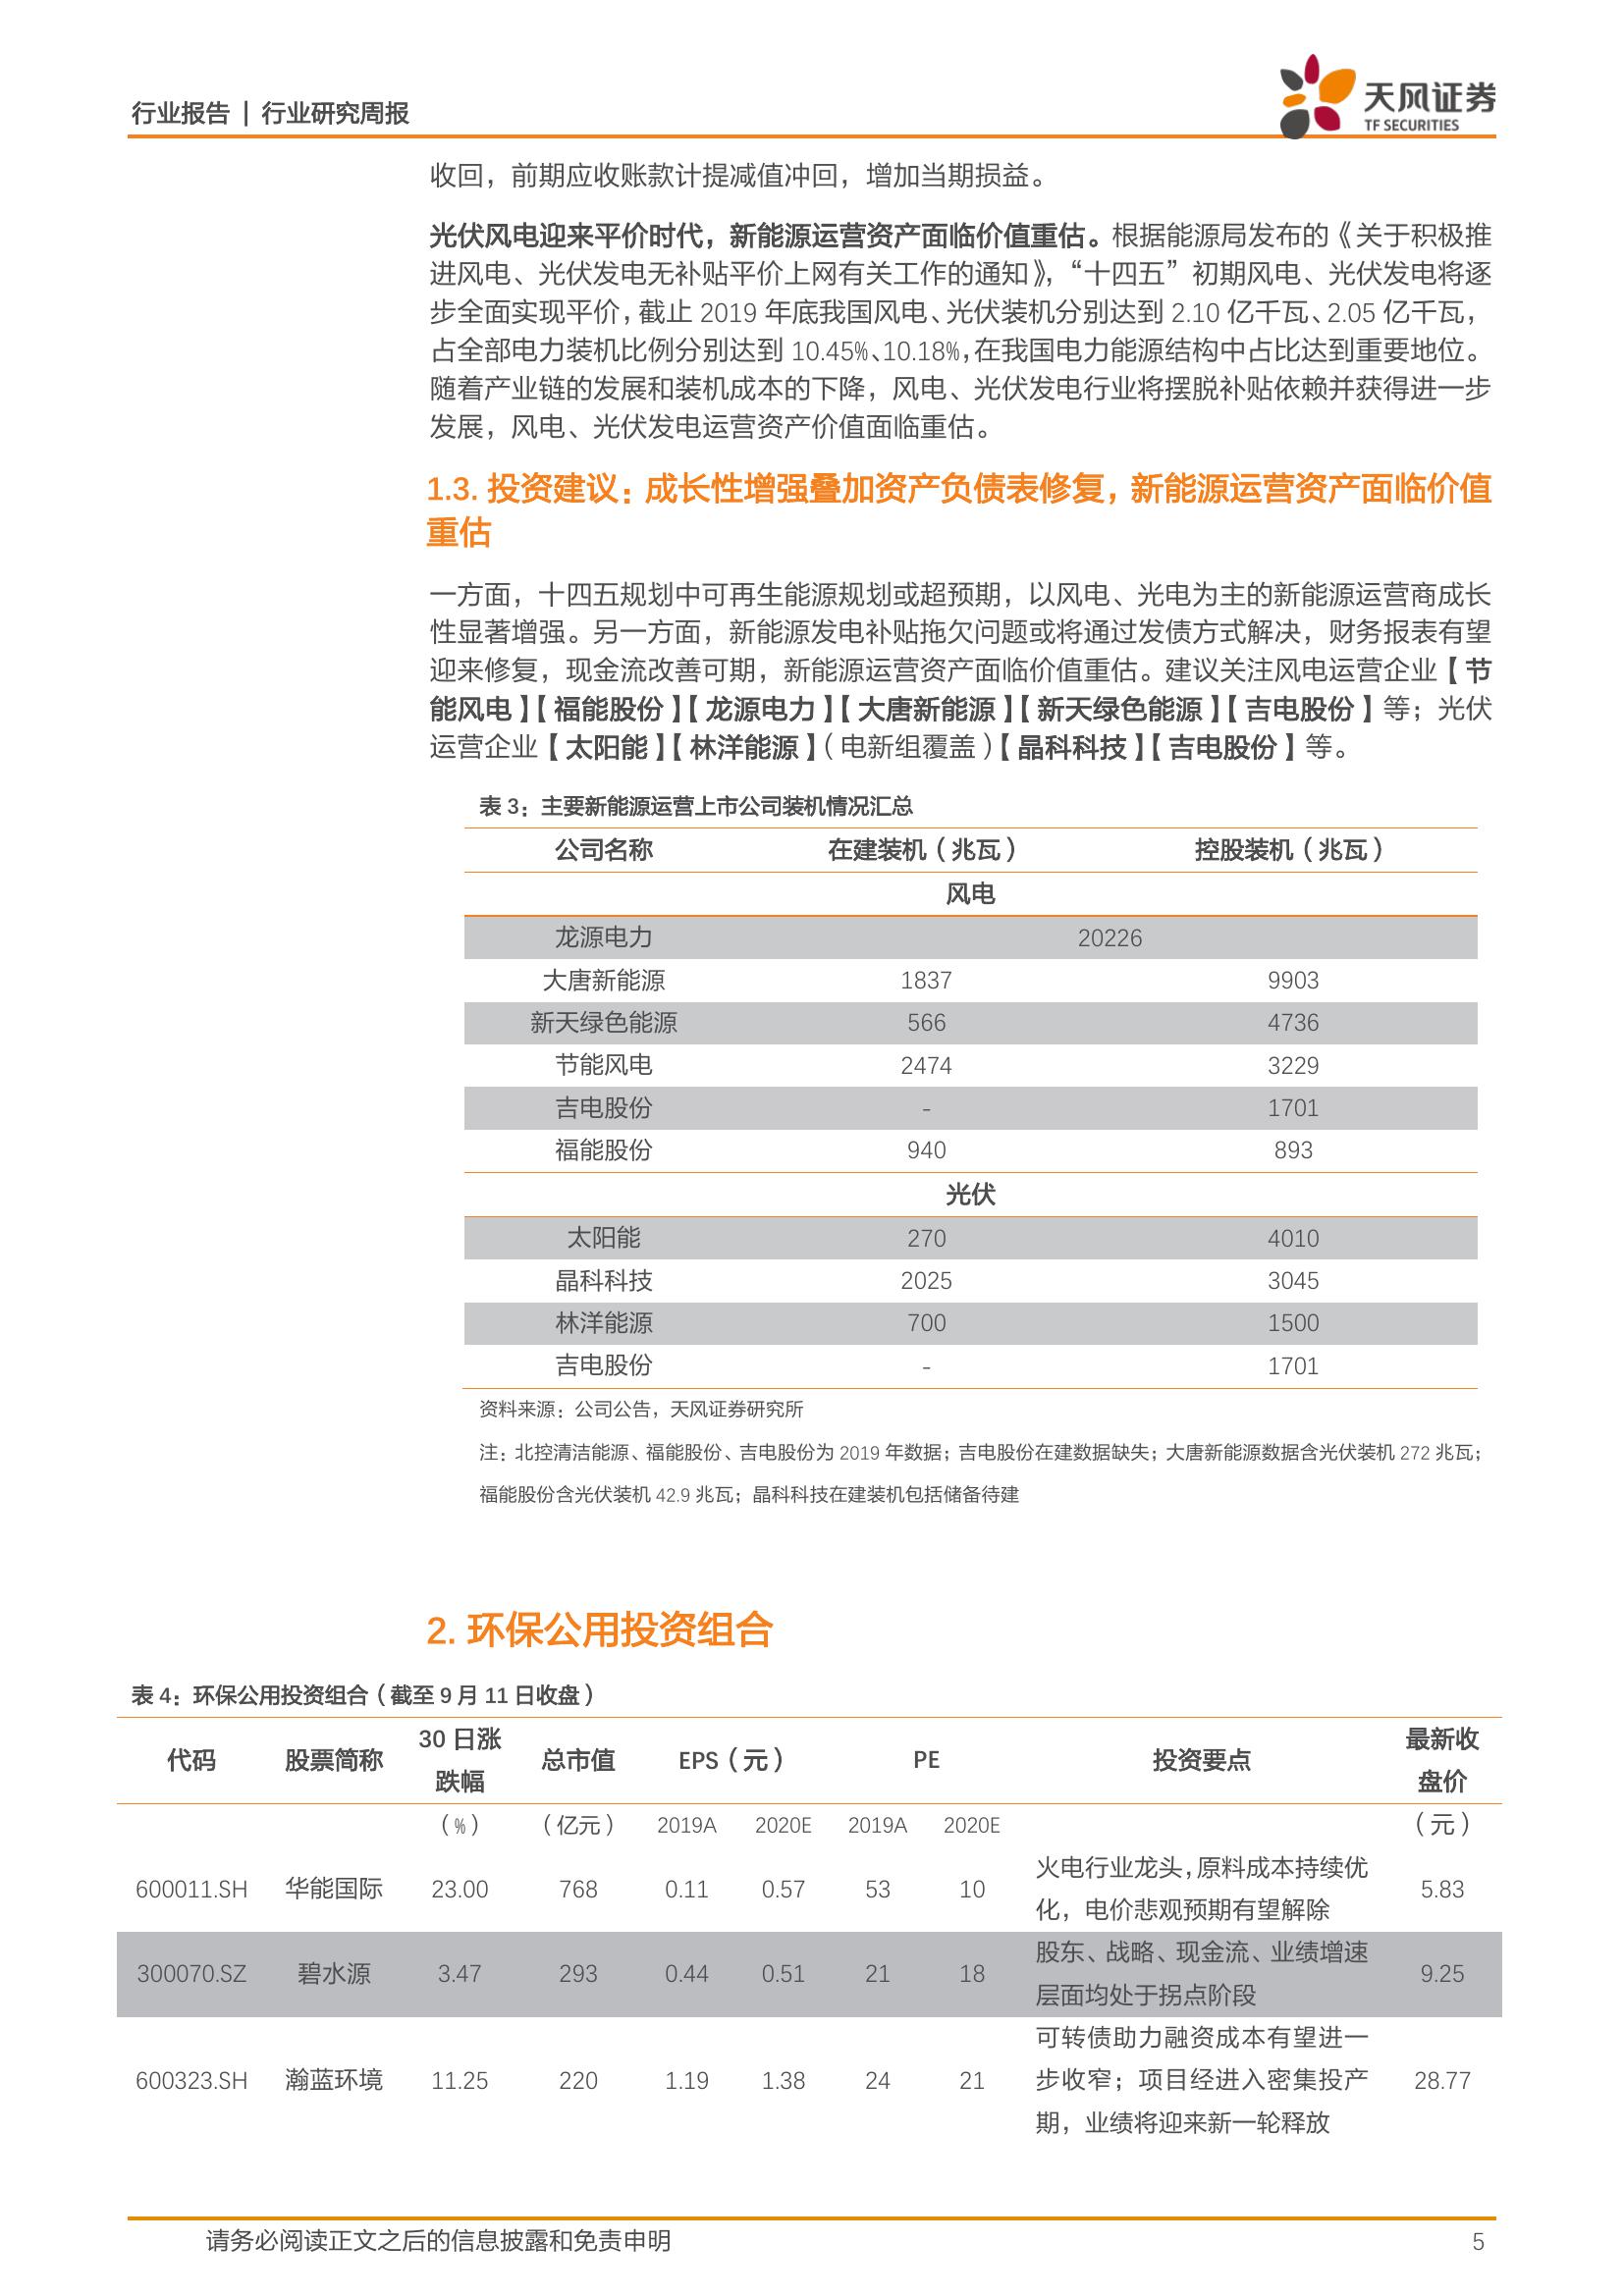 行业报告 | 行业研究周报
天风证券
TF SECURITIES
收回，前期应收账款计提减值冲回，增加当期损益。
光伏风电迎来平价时代，新能源运营资产面临价值重估。根据能源局发布的《关于积极推
进风电、光伏发电无补贴平价上网有关工作的通知》，“十四五”初期风电、光伏发电将逐
步全面实现平价，截止 2019 年底我国风电、光伏装机分别达到 2.10 亿千瓦、2.05 亿千瓦，
占全部电力装机比例分别达到 10.45%、10.18%，在我国电力能源结构中占比达到重要地位。
随着产业链的发展和装机成本的下降，风电、光伏发电行业将摆脱补贴依赖并获得进一步
发展，风电、光伏发电运营资产价值面临重估。
1.3. 投资建议：成长性增强叠加资产负债表修复，新能源运营资产面临价值
重估
一方面，十四五规划中可再生能源规划或超预期，以风电、光电为主的新能源运营商成长
性显著增强。另一方面，新能源发电补贴拖欠问题或将通过发债方式解决，财务报表有望
迎来修复，现金流改善可期，新能源运营资产面临价值重估。建议关注风电运营企业【节
能风电】【福能股份】【龙源电力】【大唐新能源】【新天绿色能源】【吉电股份】等；光伏
运营企业【太阳能】【林洋能源】（电新组覆盖）【晶科科技】【吉电股份】等。
表 3：主要新能源运营上市公司装机情况汇总
公司名称 在建装机（兆瓦） 控股装机（兆瓦）
风电
龙源电力 20226
大唐新能源 1837 9903
新天绿色能源 566 4736
节能风电 2474 3229
吉电股份 - 1701
福能股份 940 893
光伏
太阳能 270 4010
晶科科技 2025 3045
林洋能源 700 1500
吉电股份 - 1701
资料来源：公司公告，天风证券研究所
注：北控清洁能源、福能股份、吉电股份为 2019 年数据；吉电股份在建数据缺失；大唐新能源数据含光伏装机 272 兆瓦；
福能股份含光伏装机 42.9 兆瓦；晶科科技在建装机包括储备待建
2. 环保公用投资组合
表 4：环保公用投资组合（截至 9 月 11 日收盘）
代码 股票简称 30 日涨跌幅 总市值 EPS（元） PE 投资要点 最新收盘价
（%） （亿元） 2019A 2020E 2019A 2020E （元）
600011.SH 华能国际 23.00 768 0.11 0.57 53 10 火电行业龙头，原料成本持续优化，电价悲观预期有望解除 5.83
300070.SZ 碧水源 3.47 293 0.44 0.51 21 18 股东、战略、现金流、业绩增速层面均处于拐点阶段 9.25
600323.SH 瀚蓝环境 11.25 220 1.19 1.38 24 21 可转债助力融资成本有望进一步收窄；项目经进入密集投产期，业绩将迎来新一轮释放 28.77
请务必阅读正文之后的信息披露和免责申明 5